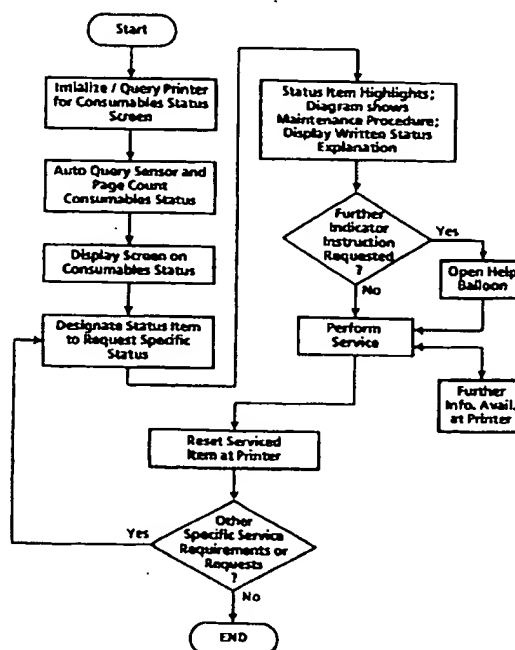 Start
Intialize / Query Printer
for Consumables Status
Screen
Auto Query Sensor and
Page Count
Consumables Status
Display Screen on
Consumables Status
Designate Status Item
to Request Specific
Status
Status Item Highlights;
Diagram shows
Maintenance Procedure;
Display Written Status
Explanation
Further
Indicator
Instruction
Requested
?
Yes
No
Open Help
Balloon
Perform
Service
Further
Info. Avail.
at Printer
Reset Serviced
Item at Printer
Other
Specific Service
Requirements or
Requests
?
Yes
No
END